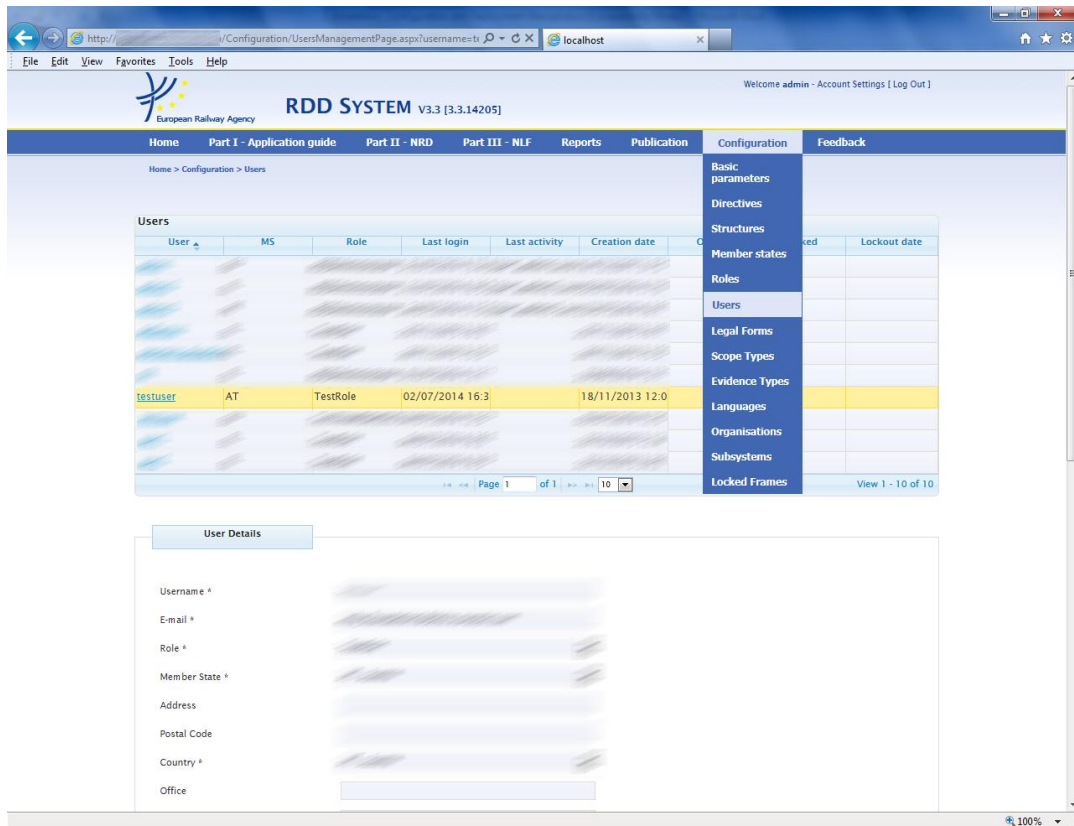 http:// /Configuration/UsersManagementPage.aspx?username=te
localhost
File Edit View Favorites Tools Help
European Railway Agency
RDD SYSTEM V3.3 [3.3.14205]
Welcome admin - Account Settings [ Log Out ]
Home Part I - Application guide Part II - NRD Part III - NLF Reports Publication Configuration Feedback
Home > Configuration > Users
Basic
parameters
Directives
Structures
Member states
Roles
Users
Legal Forms
Scope Types
Evidence Types
Languages
Organisations
Subsystems
Locked Frames
Users
User MS Role Last login Last activity Creation date Lockout date
testuser AT TestRole 02/07/2014 16:3 18/11/2013 12:0
Page 1 of 1 10 View 1 - 10 of 10
User Details
Username *
E-mail *
Role *
Member State *
Address
Postal Code
Country *
Office
100%